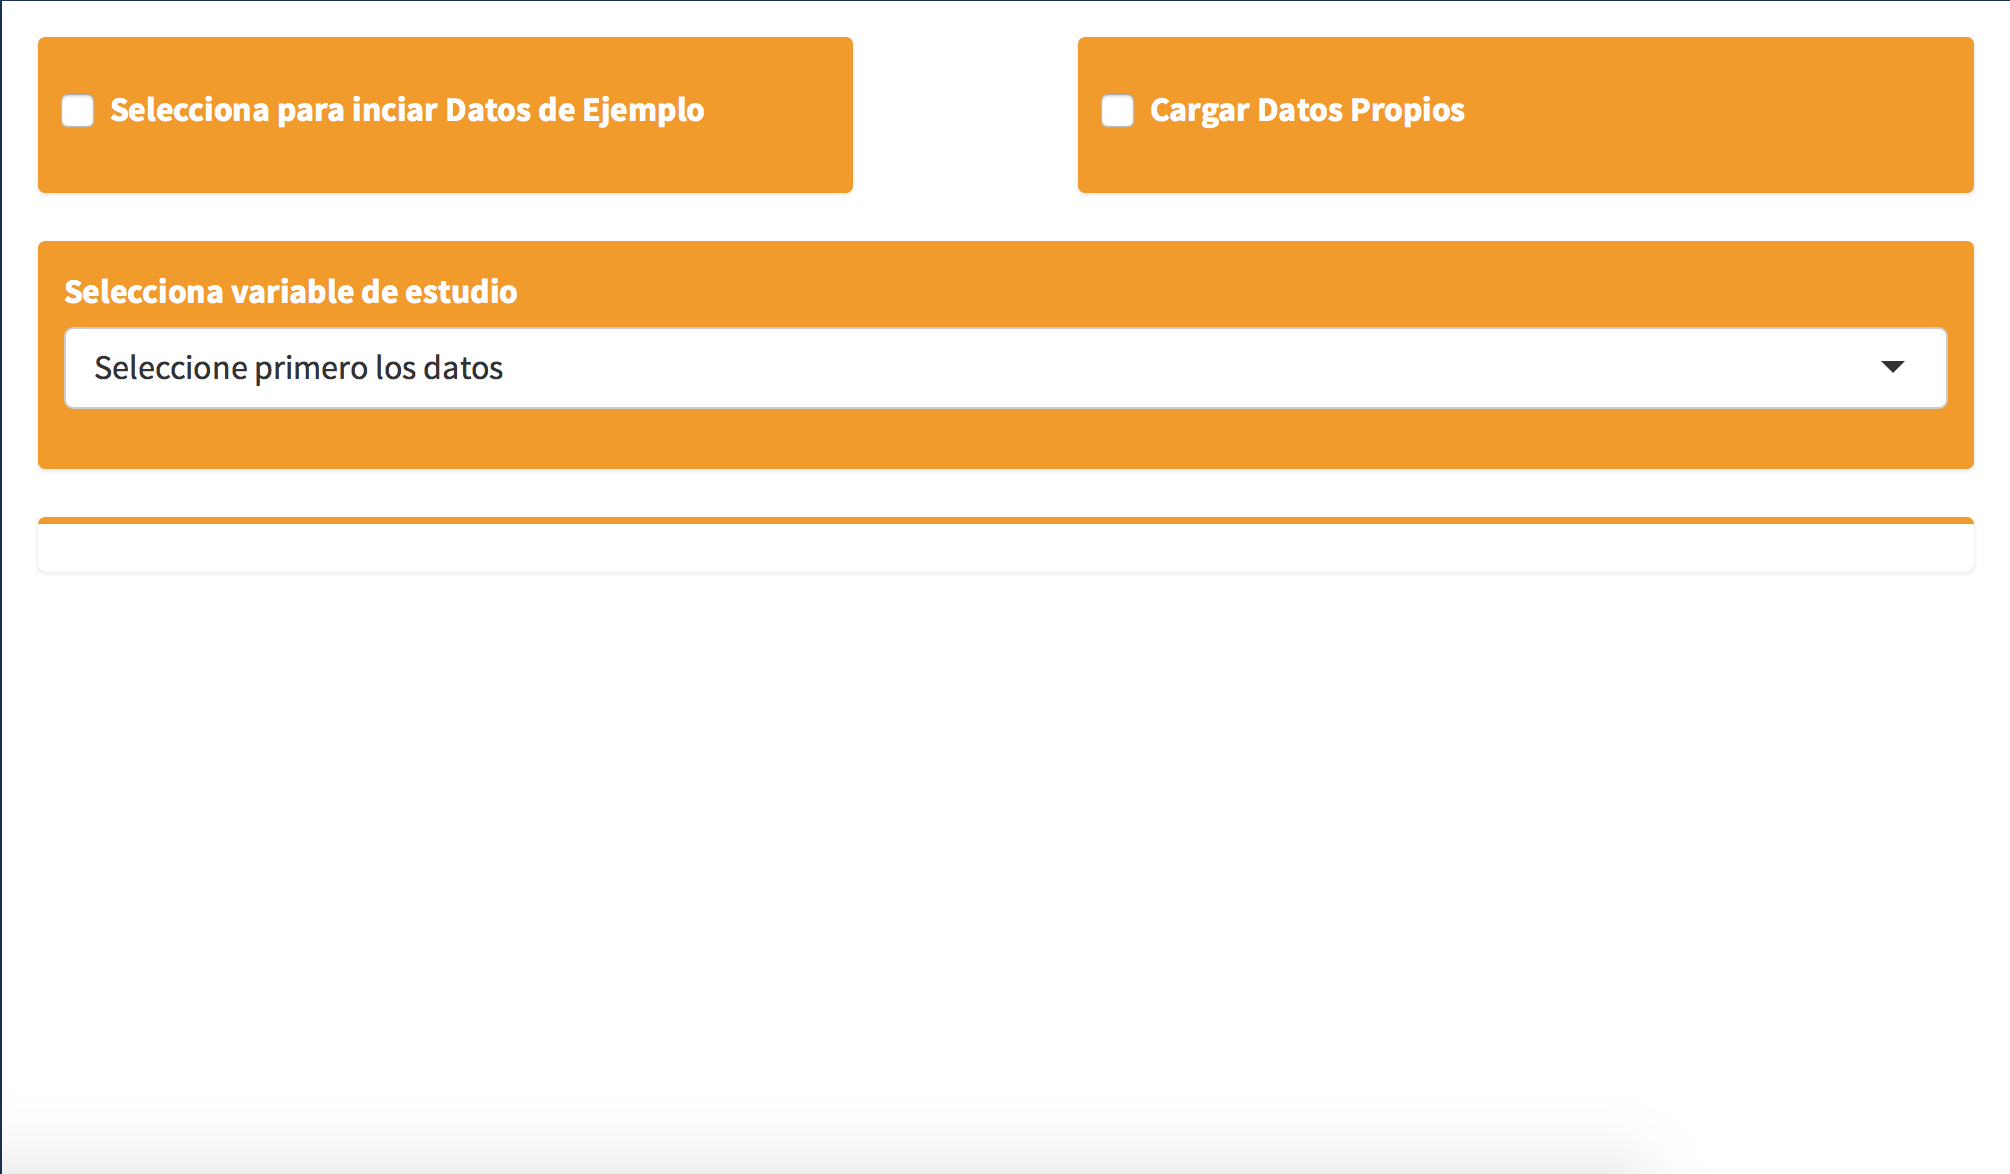 Selecciona para inciar Datos de Ejemplo
Cargar Datos Propios
Selecciona variable de estudio
Seleccione primero los datos